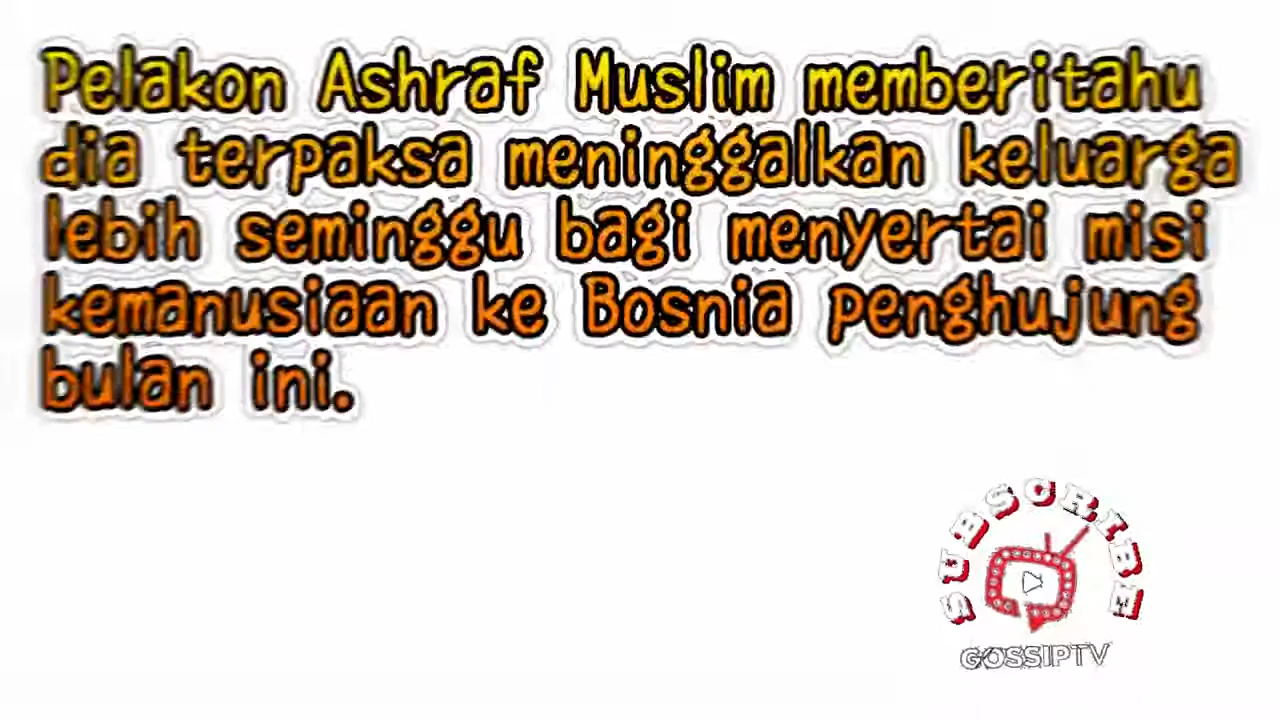 Pelakon Ashraf Muslim memberitahu
dia terpaksa meninggalkan keluarga
lebih seminggu bagi menyertai misi
kemanusiaan ke Bosnia penghujung
bulan ini.
SUBSCRIBE
GOSSIPTV